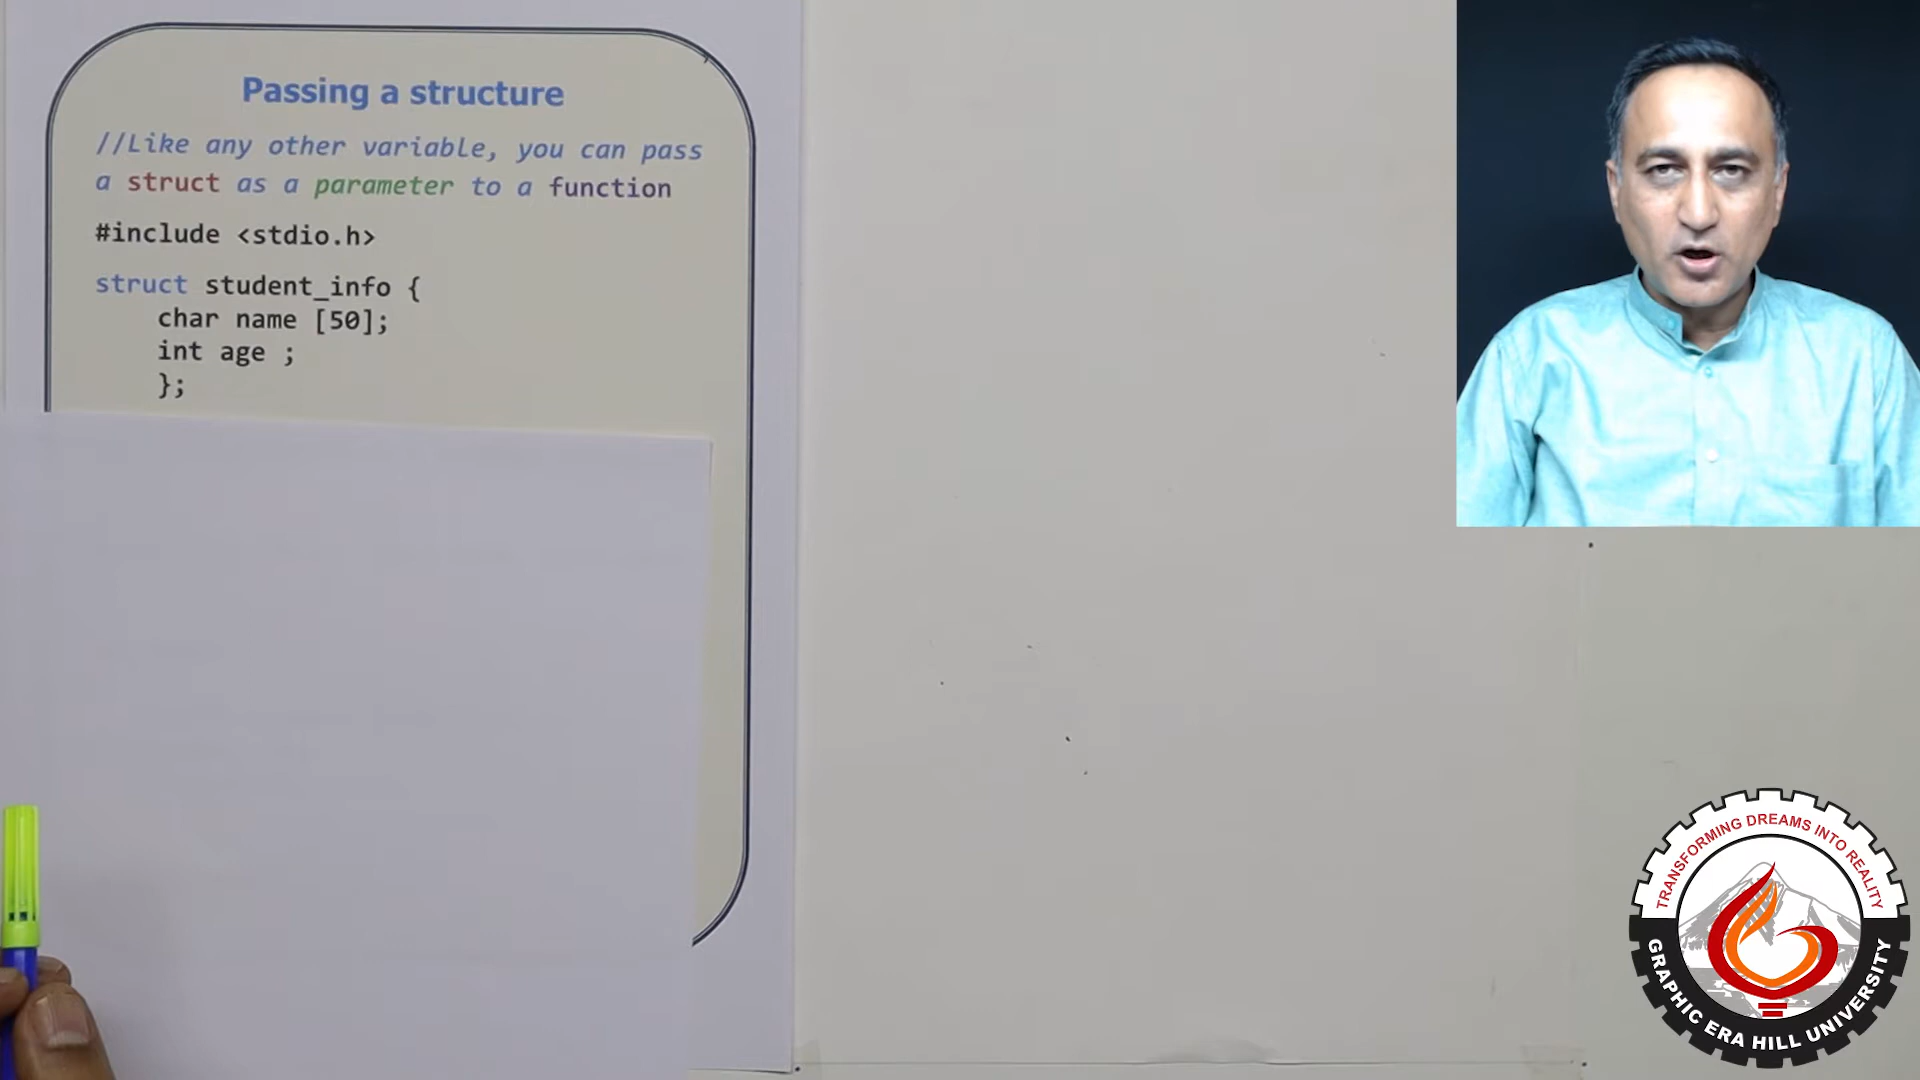 Passing a structure
//Like any other variable, you can pass
a struct as a parameter to a function
#include <stdio.h>
struct student_info {
char name [50];
int age ;
};
TRANSFORMING DREAMS INTO REALITY
GRAPHIC ERA HILL UNIVERSITY